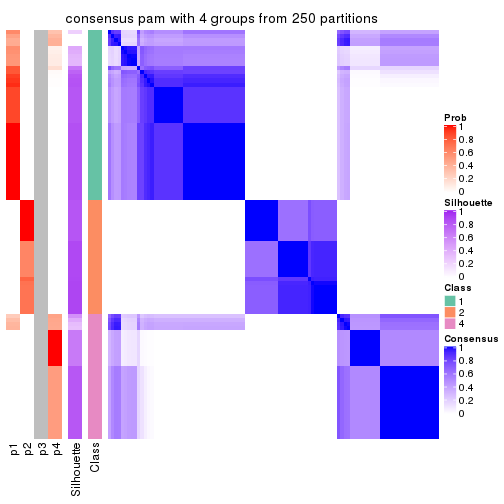 consensus pam with 4 groups from 250 partitions
Prob
1
0.8
0.6
0.4
0.2
0
Silhouette
1
0.8
0.6
0.4
0.2
0
Class
1
2
4
Consensus
1
0.8
0.6
0.4
0.2
0
p1
p2
p3
p4
Silhouette
Class